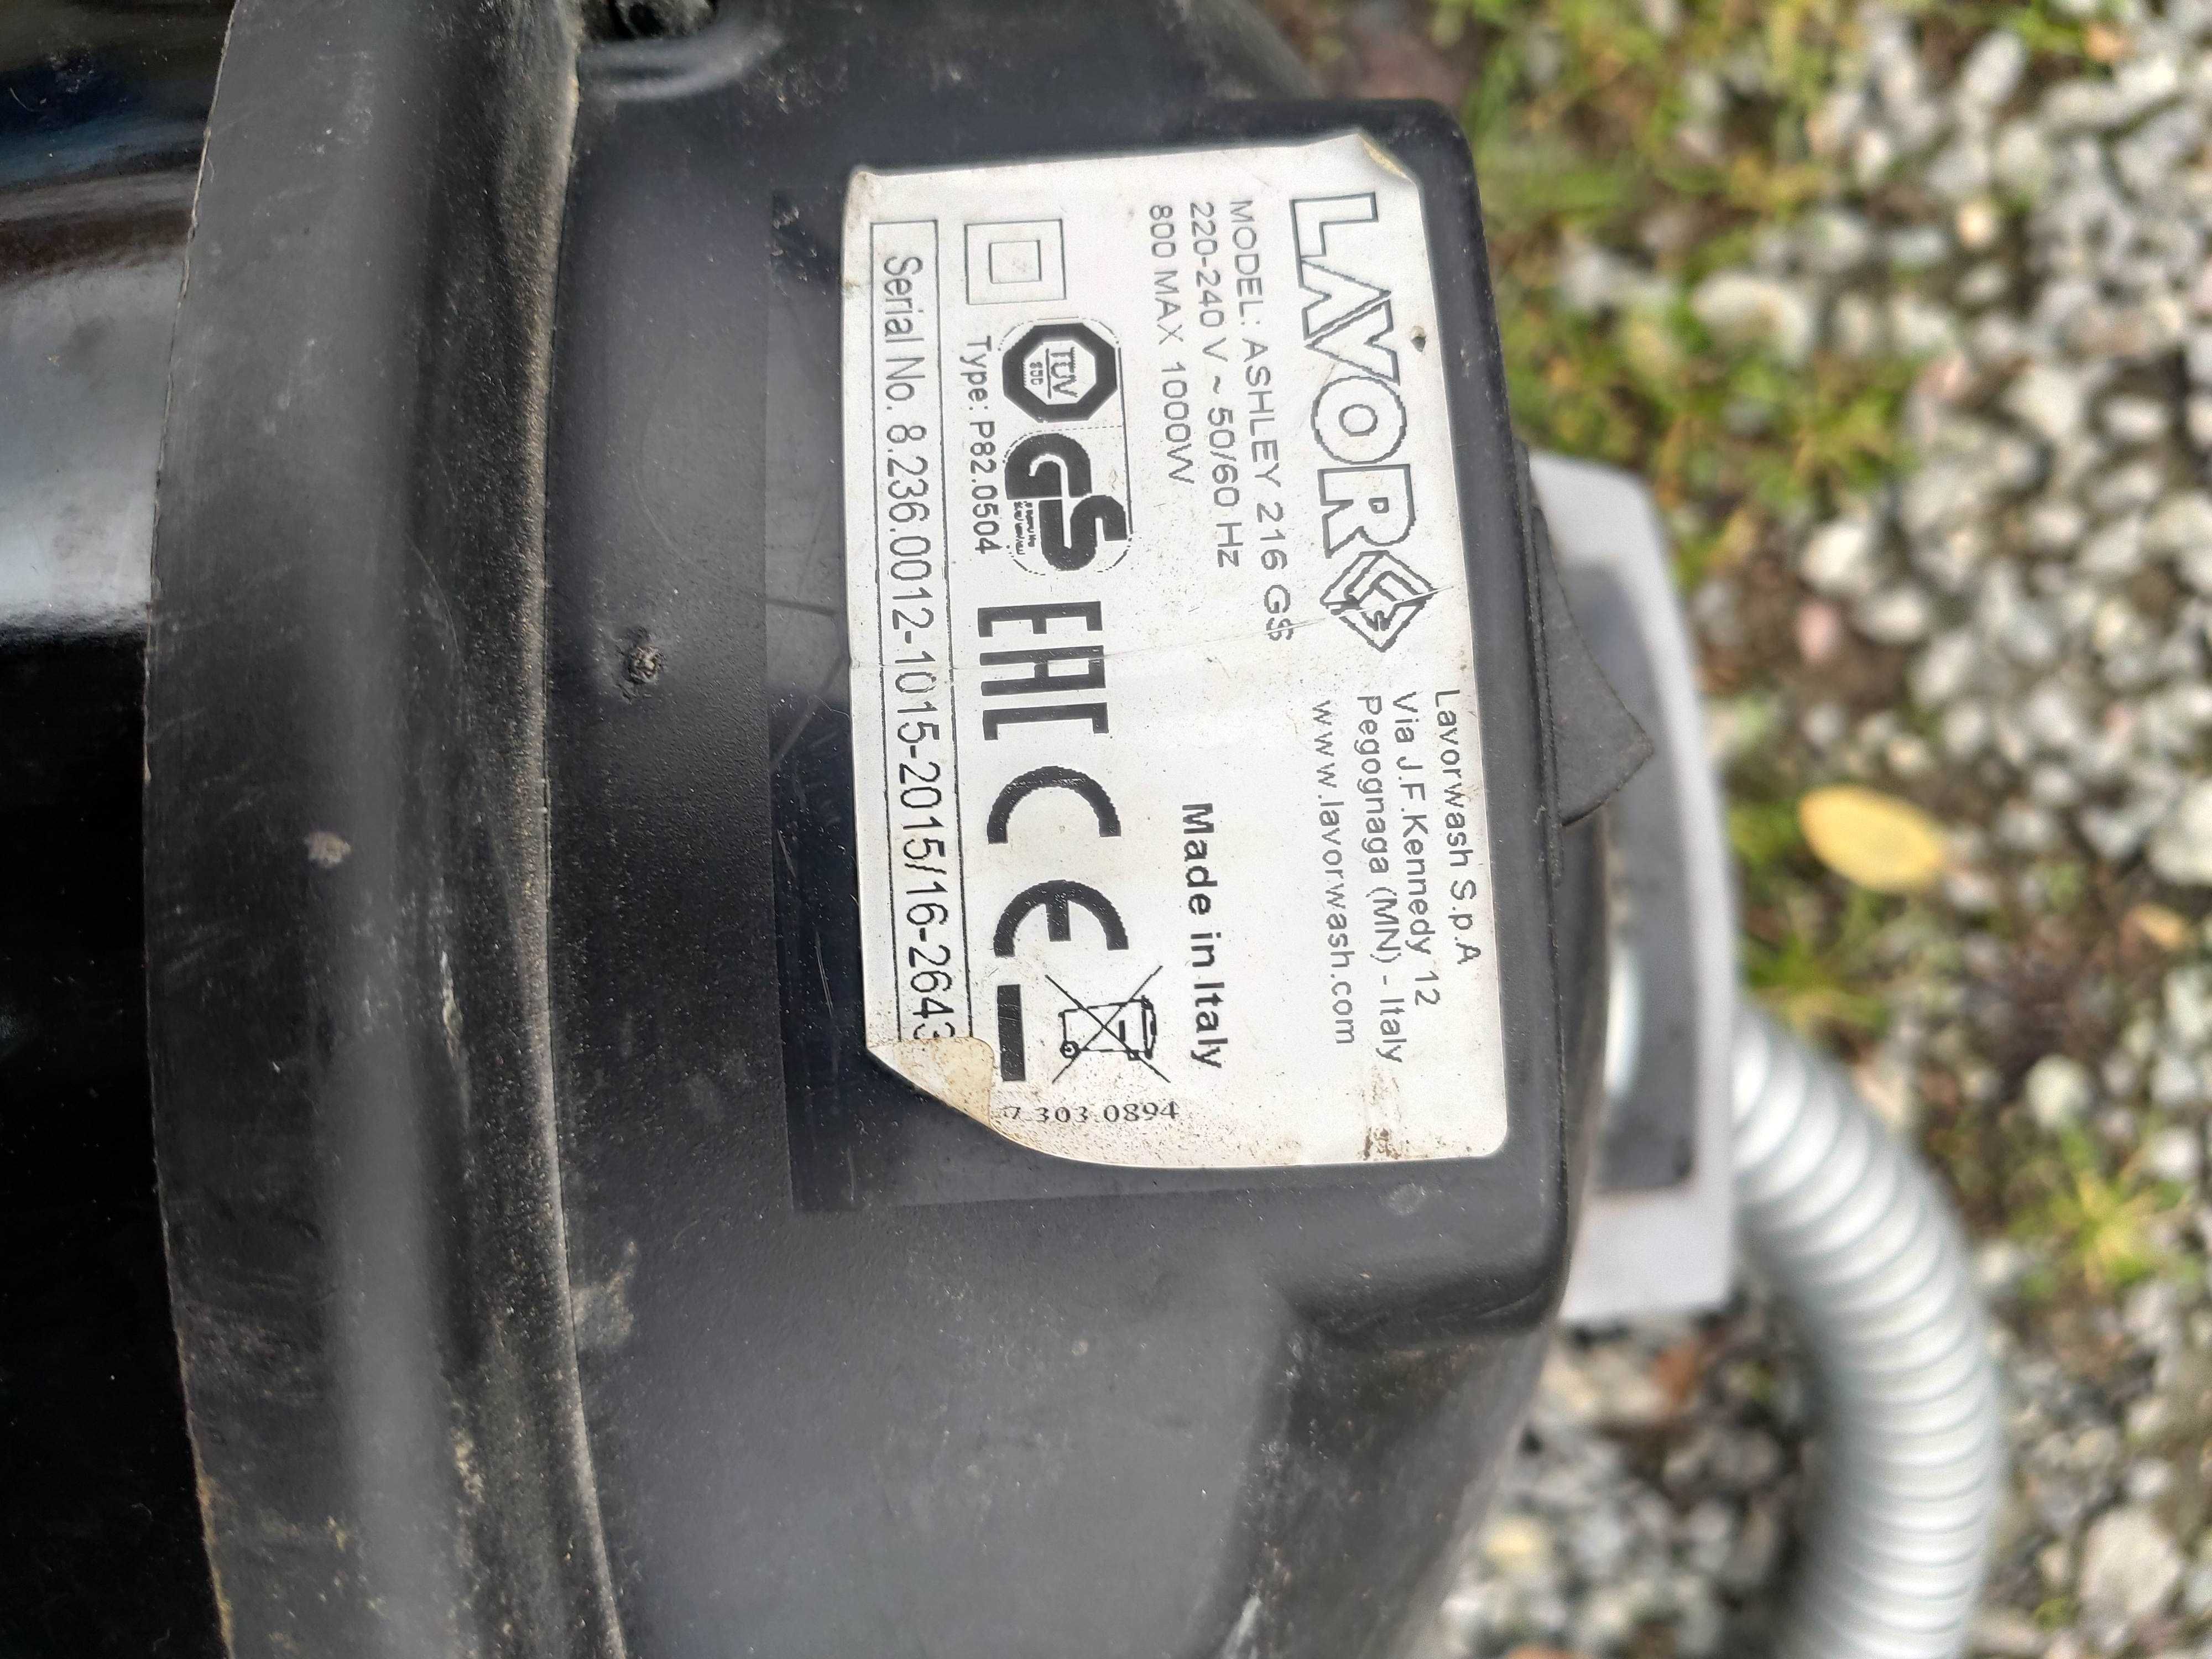 LAVOR
Lavorwash S.p.A
Via J.F.Kennedy 12
Pegognaga (MN) - Italy
www.lavorwash.com
MODEL: ASHLEY 216 GS
220-240 V ~ 50/60 Hz
800 MAX 1000W
Made in Italy
TÜV
SÜD
GS
EAC
CE
Type: P82.0504
7.303.0894
Serial No. 8.236.0012-1015-2015/16-2643